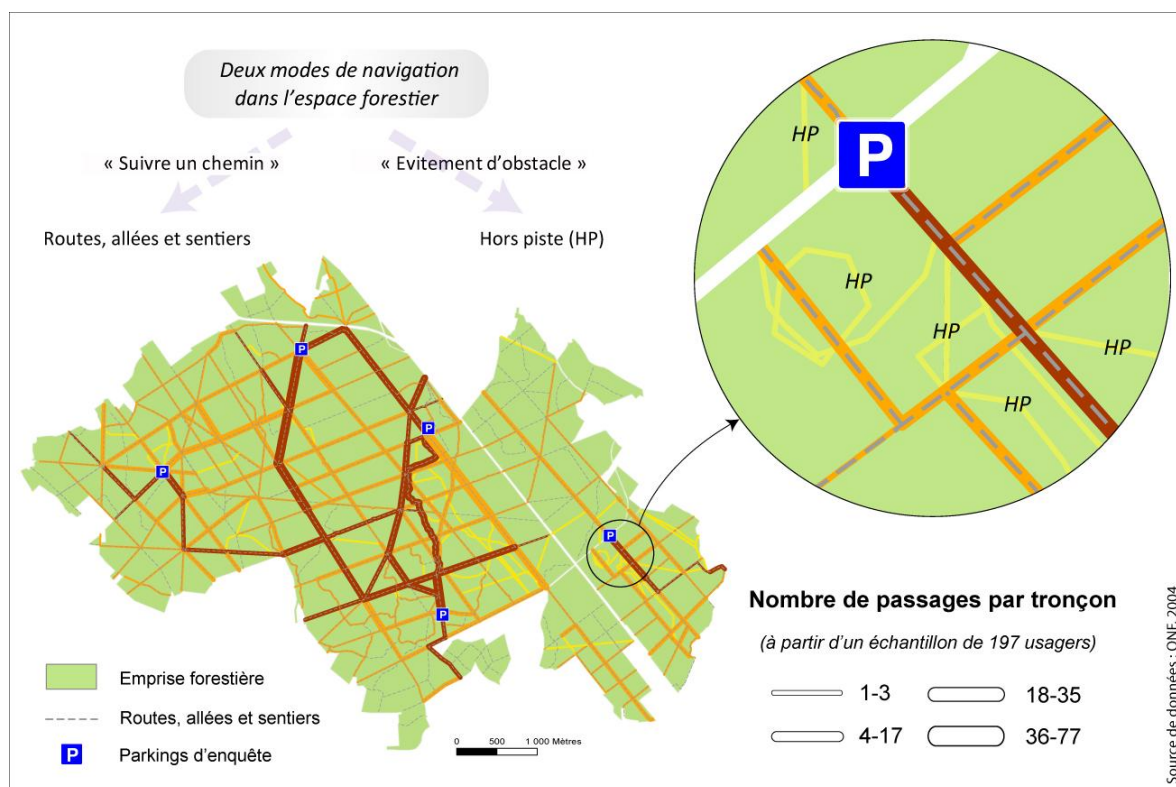 Deux modes de navigation
dans l'espace forestier
« Suivre un chemin »
« Evitement d'obstacle »
Routes, allées et sentiers
Hors piste (HP)
HP
P
HP
HP
HP
HP
P
P
P
P
P
Emprise forestière
Routes, allées et sentiers
P
Parkings d'enquête
0 500 1 000 Mètres
Nombre de passages par tronçon
(à partir d'un échantillon de 197 usagers)
1-3
18-35
4-17
36-77
Source de données : ONF, 2004